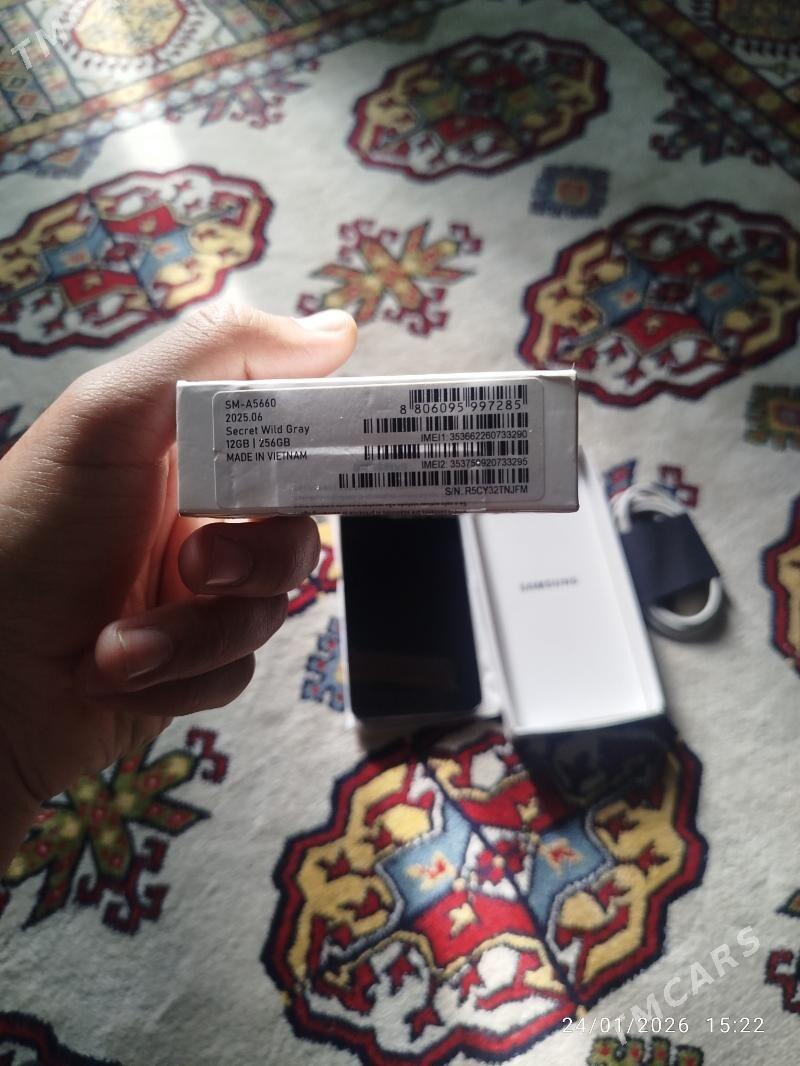 SM-A5660
2025.06
Secret Wild Gray
12GB | 256GB
MADE IN VIETNAM
8 806095 997285
IMEI1: 353662260733290
IMEI2: 353750920733295
S/N: R5CY32TNJFM
SAMSUNG
TMCARS
24/01/2026 15:22